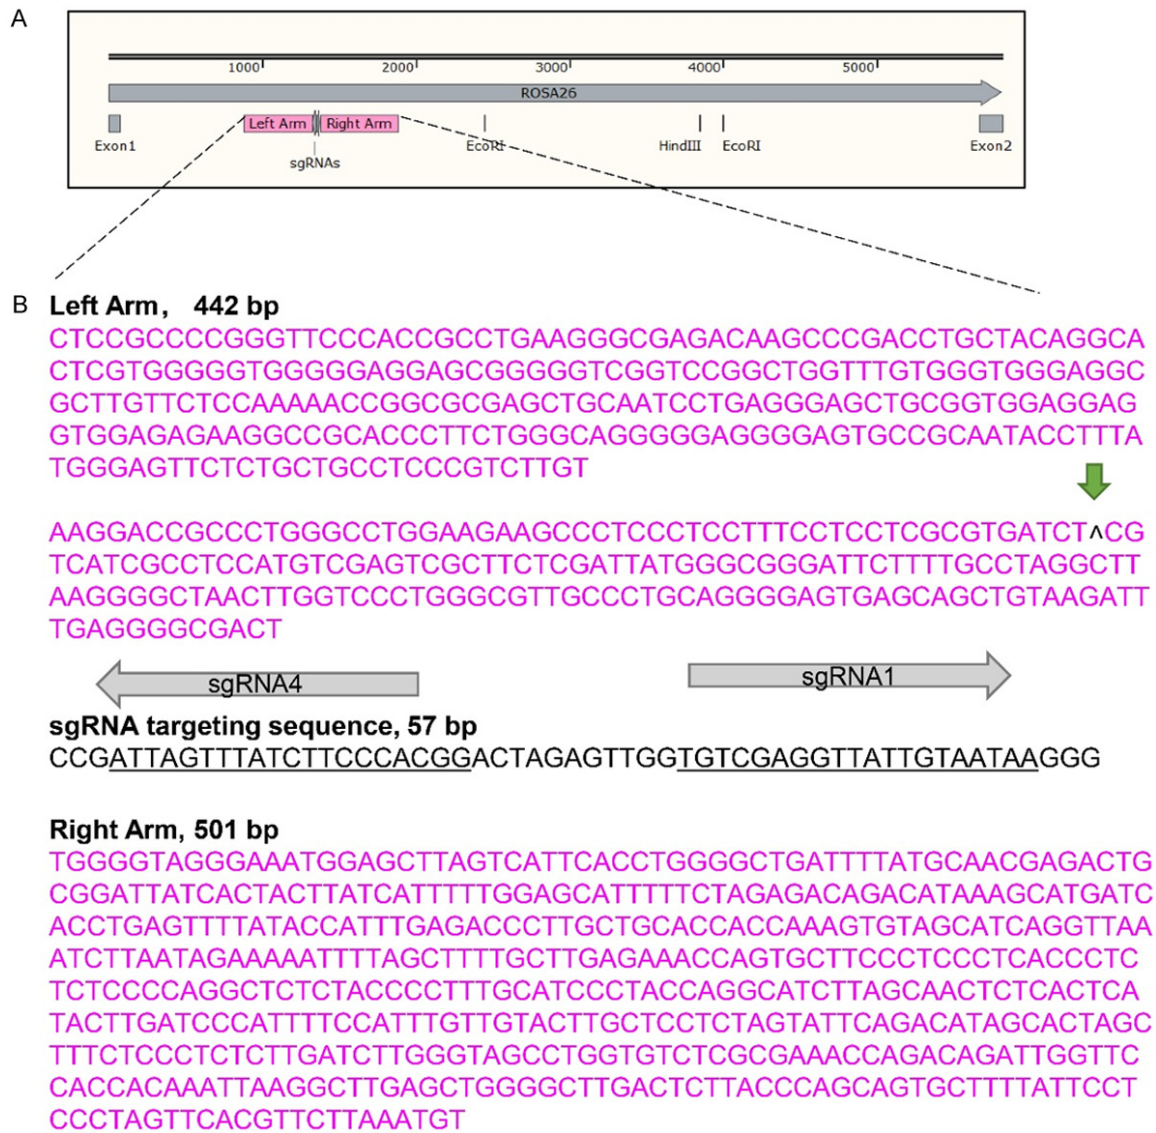 A
1000 2000 3000 4000 5000
ROSA26
Left Arm Right Arm
Exon1 EcoRI HindIII EcoRI Exon2
sgRNAs
B Left Arm, 442 bp
CTCCGCCCCGGGTTCCCACCGCCTGAAGGGCGAGACAAGCCCGACCTGCTACAGGCA
CTCGTGGGGGTGGGGGAGGAGCGGGGGTCGGTCCGGCTGGTTTGTGGGTGGGAGGC
GCTTGTTCTCCAAAAACCGGCGCGAGCTGCAATCCTGAGGGAGCTGCGGTGGAGGAG
GTGGAGAGAAGGCCGCACCCTTCTGGGCAGGGGGAGGGGAGTGCCGCAATACCTTTA
TGGGAGTTCTCTGCTGCCTCCCGTCTTGT
AAGGACCGCCCTGGGCCTGGAAGAAGCCCTCCCTCCTTTCCTCCTCGCGTGATCT^CG
TCATCGCCTCCATGTCGAGTCGCTTCTCGATTATGGGCGGGATTCTTTTGCCTAGGCTT
AAGGGGCTAACTTGGTCCCTGGGCGTTGCCCTGCAGGGGAGTGAGCAGCTGTAAGATT
TGAGGGGCGACT
sgRNA4 sgRNA1
sgRNA targeting sequence, 57 bp
CCGATTAGTTTATCTTCCCACGGACTAGAGTTGGTGTCGAGGTTATTGTAATAAGGG
Right Arm, 501 bp
TGGGGTAGGGAAATGGAGCTTAGTCATTCACCTGGGGCTGATTTTATGCAACGAGACTG
CGGATTATCACTACTTATCATTTTTGGAGCATTTTTCTAGAGACAGACATAAAGCATGATC
ACCTGAGTTTTATACCATTTGAGACCCTTGCTGCACCACCAAAGTGTAGCATCAGGTTAA
ATCTTAATAGAAAAATTTTAGCTTTTGCTTGAGAAACCAGTGCTTCCCTCCCTCACCCTC
TCTCCCCAGGCTCTCTACCCCTTTGCATCCCTACCAGGCATCTTAGCAACTCTCACTCA
TACTTGATCCCATTTTCCATTTGTTGTACTTGCTCCTCTAGTATTCAGACATAGCACTAGC
TTTCTCCCTCTCTTGATCTTGGGTAGCCTGGTGTCTCGCGAAACCAGACAGATTGGTTC
CACCACAAATTAAGGCTTGAGCTGGGGCTTGACTCTTACCCAGCAGTGCTTTTATTCCT
CCCTAGTTCACGTTCTTAAATGT